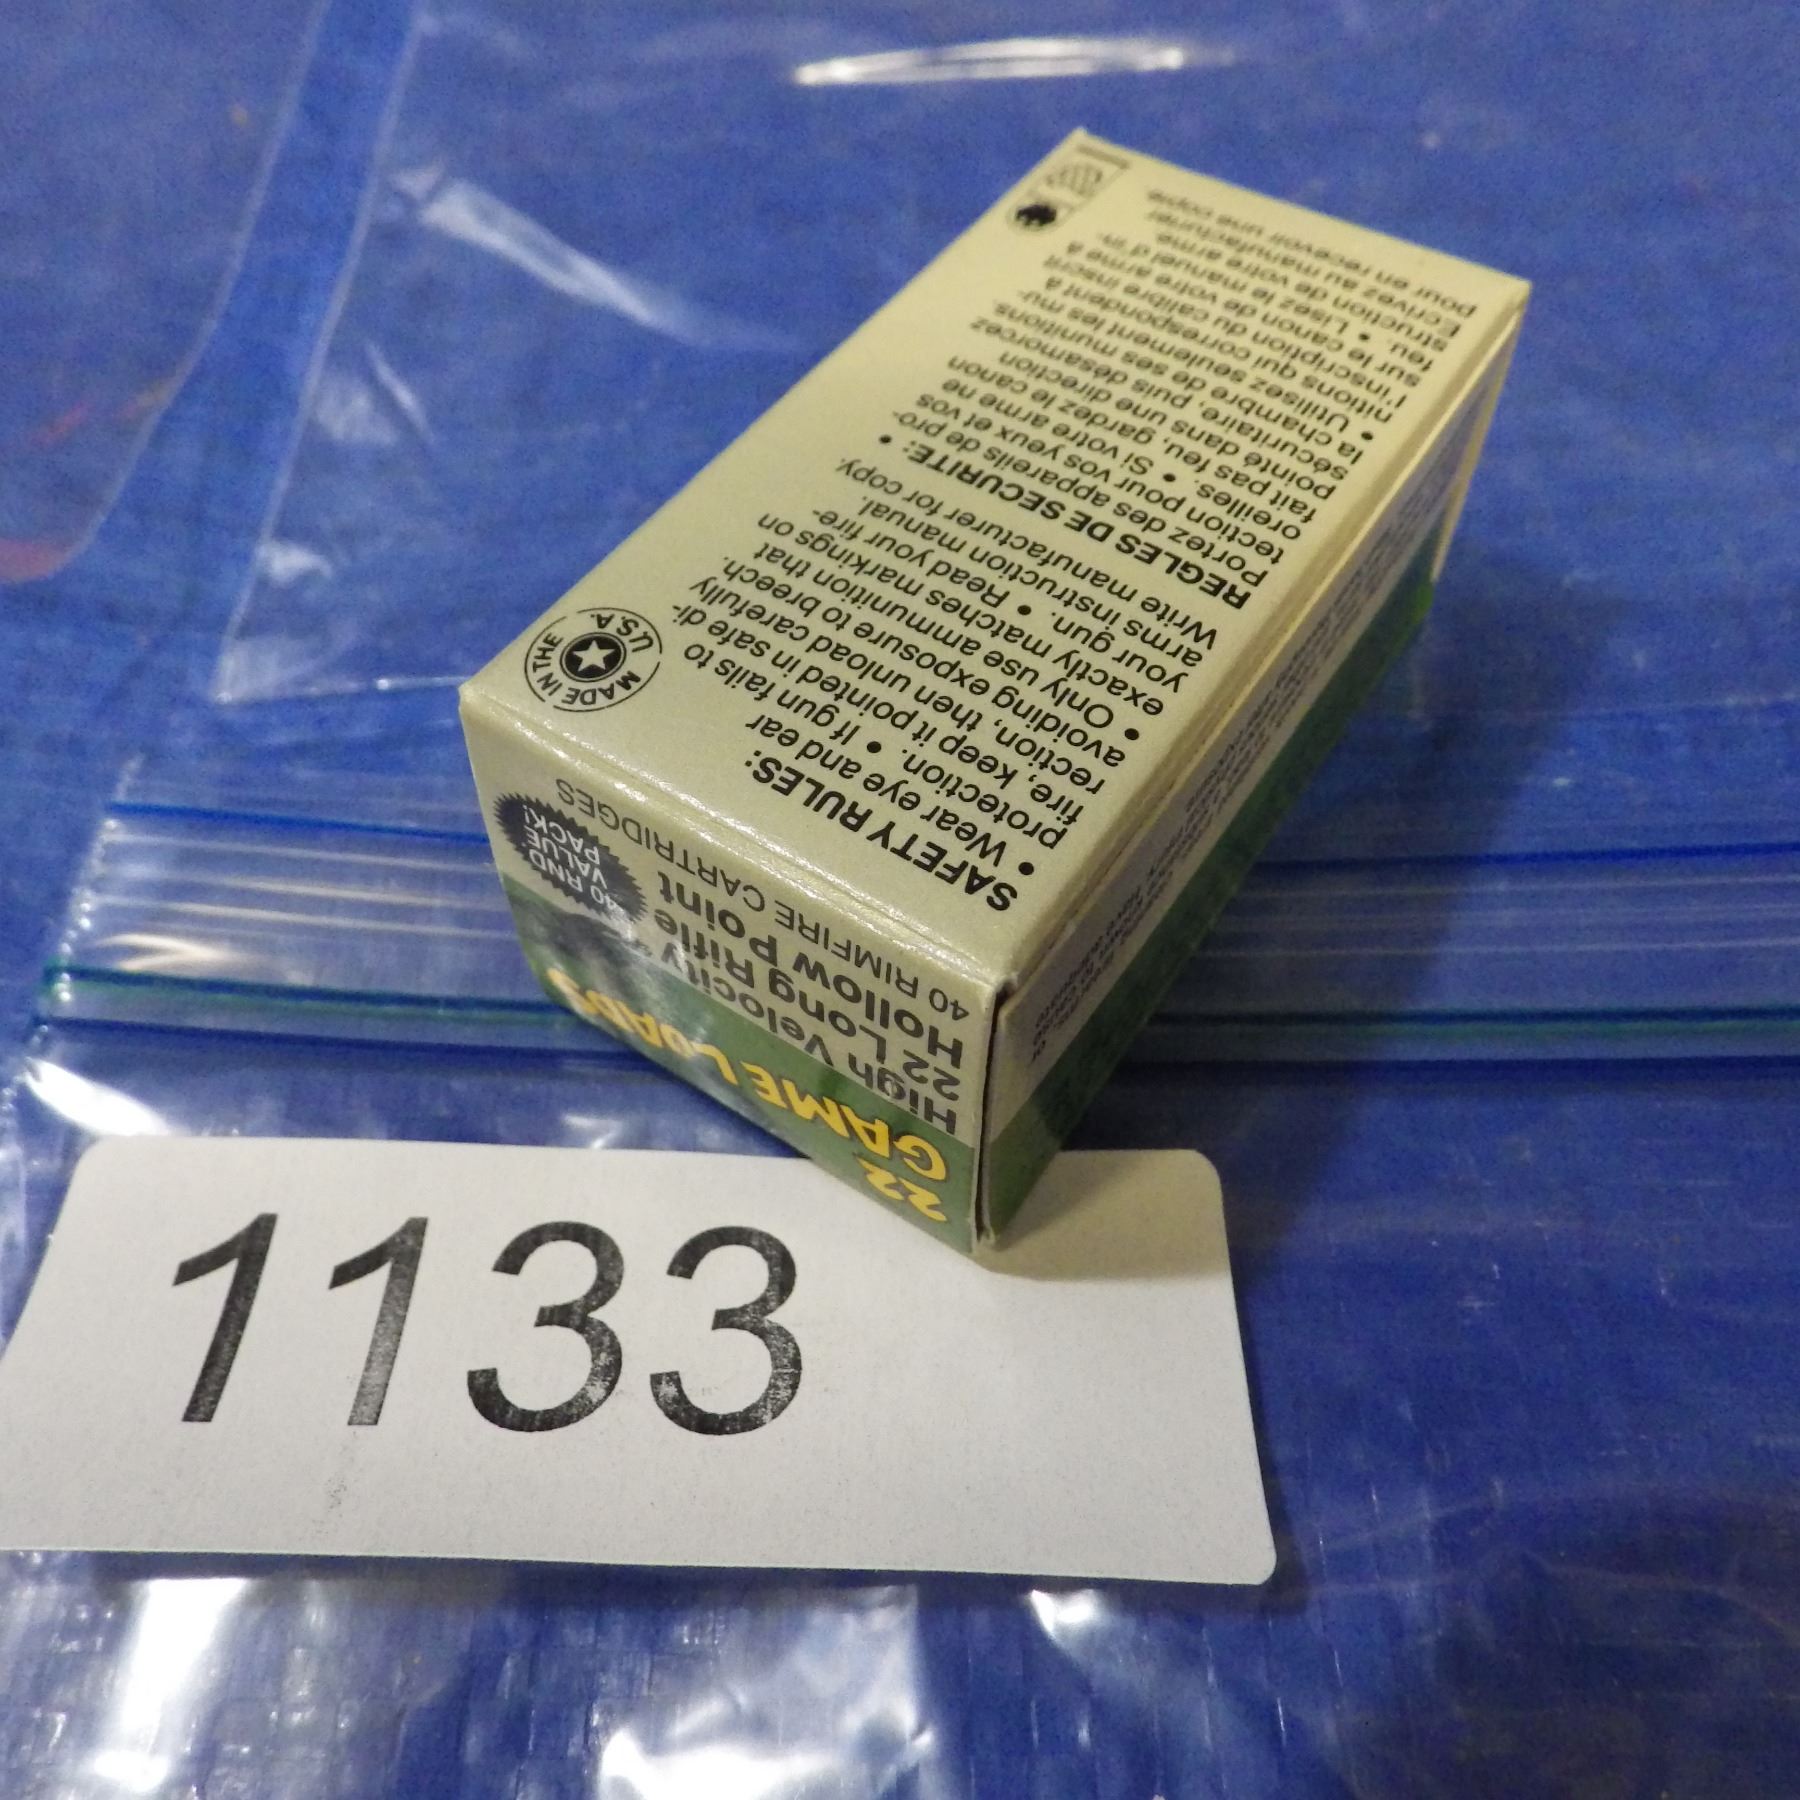 SAFETY RULES:
• Wear eye and ear
protection. • If gun fails to
fire, keep it pointed in safe di-
rection, then unload carefully
avoiding exposure to breech.
• Only use ammunition that
exactly matches markings on
your gun. • Read your fire-
arms instruction manual.
Write manufacturer for copy.
REGLES DE SECURITE: •
Portez des appareils de pro-
tection pour vos yeux et vos
oreilles. • Si votre arme ne
fait pas feu, gardez le canon
pointé dans une direction
sécuritaire, puis désamorcez
la chambre de ses munitions.
• Utilisez seulement les mu-
nitions qui correspondent à
l'inscription du calibre inscrit
sur le canon de votre arme à
feu. • Lisez le manuel d'in-
struction de votre arme.
Écrivez au manufacturier
pour en recevoir une copie.
MADE IN THE
U.S.A.
22
GAME LOADS
High Velocity
22 Long Rifle
Hollow Point
40 RIMFIRE CARTRIDGES
40 RND
VALUE
PACK!
1133